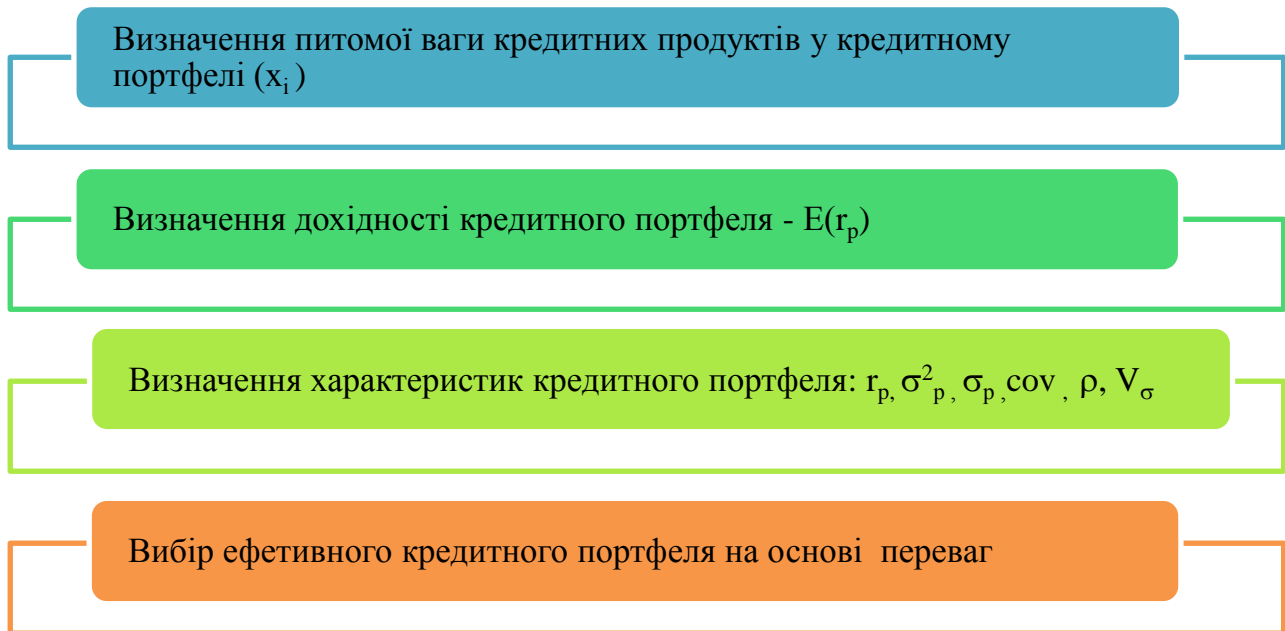 Визначення питомої ваги кредитних продуктів у кредитному
портфелі (xᵢ )
Визначення дохідності кредитного портфеля - E(rₚ)
Визначення характеристик кредитного портфеля: rₚ, σ²ₚ, σₚ ,cov , ρ, V_σ
Вибір ефетивного кредитного портфеля на основі переваг